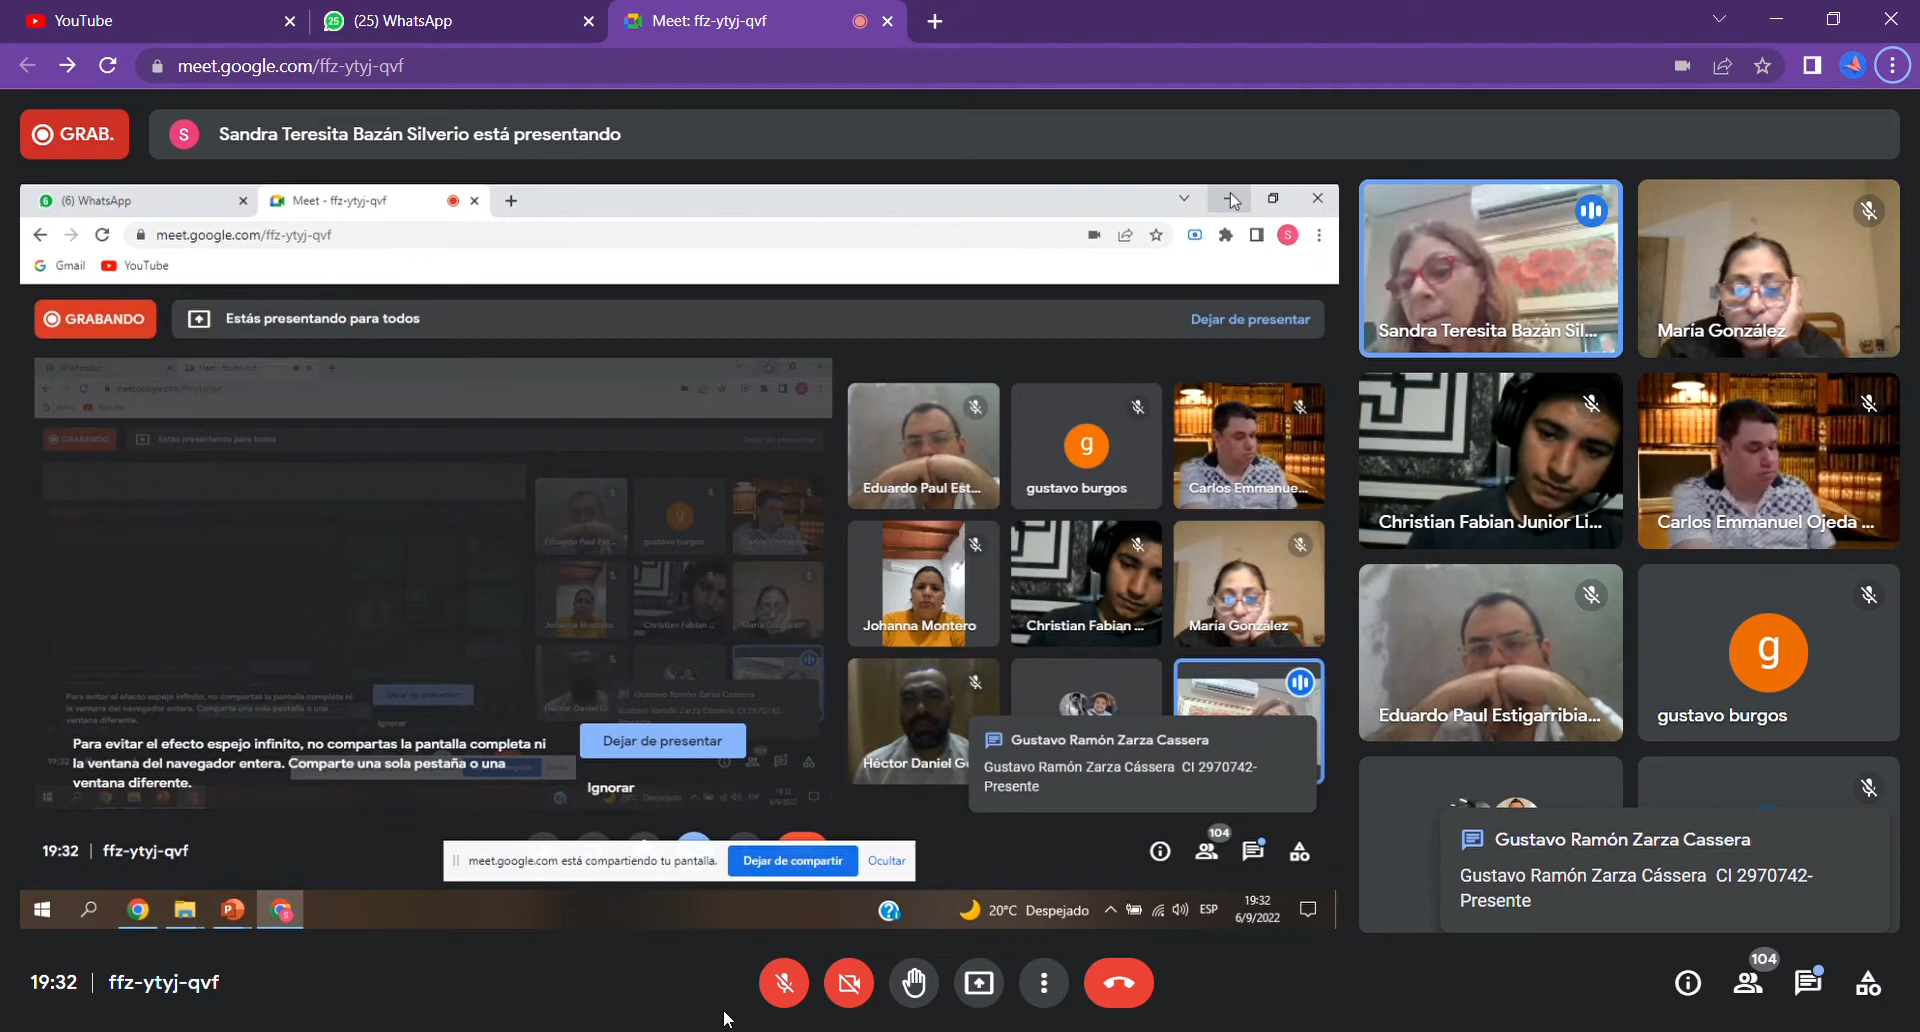 YouTube
25
(25) WhatsApp
Meet: ffz-ytyj-qvf
meet.google.com/ffz-ytyj-qvf
GRAB.
S
Sandra Teresita Bazán Silverio está presentando
6
(6) WhatsApp
Meet - ffz-ytyj-qvf
meet.google.com/ffz-ytyj-qvf
S
Gmail
YouTube
GRABANDO
Estás presentando para todos
Dejar de presentar
Eduardo Paul Est...
g
gustavo burgos
Carlos Emmanue...
Johanna Montero
Christian Fabian ...
María González
Héctor Daniel G
Gustavo Ramón Zarza Cassera
Gustavo Ramón Zarza Cássera CI 2970742-
Presente
Para evitar el efecto espejo infinito, no compartas la pantalla completa ni
la ventana del navegador entera. Comparte una sola pestaña o una
ventana diferente.
Dejar de presentar
Ignorar
19:32
ffz-ytyj-qvf
meet.google.com está compartiendo tu pantalla.
Dejar de compartir
Ocultar
104
20°C Despejado
ESP
19:32
6/9/2022
Sandra Teresita Bazán Sil...
María González
Christian Fabian Junior Li...
Carlos Emmanuel Ojeda ...
Eduardo Paul Estigarribia...
g
gustavo burgos
Gustavo Ramón Zarza Cassera
Gustavo Ramón Zarza Cássera CI 2970742-
Presente
19:32
ffz-ytyj-qvf
104